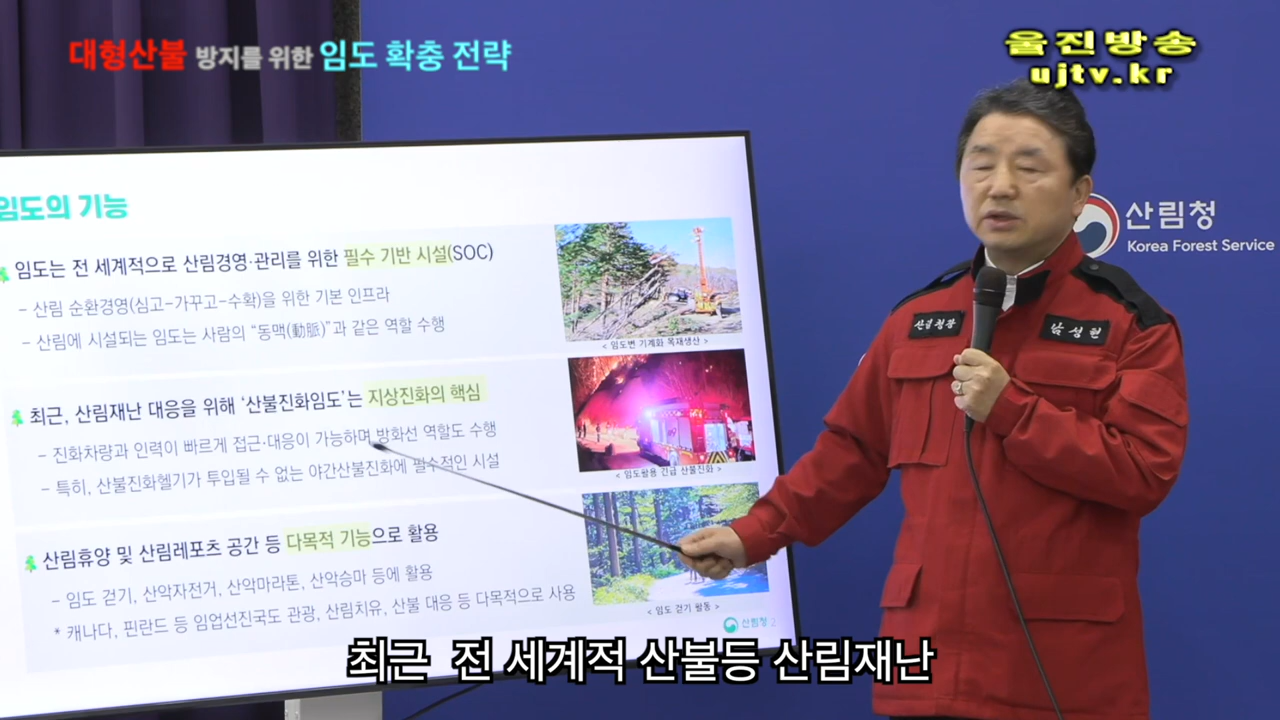 대형산불 방지를 위한 임도 확충 전략
울진방송
ujtv.kr
산림청
Korea Forest Service
산림청장
남성현
임도의 기능
임도는 전 세계적으로 산림경영·관리를 위한 필수 기반 시설(SOC)
- 산림 순환경영(심고-가꾸고-수확)을 위한 기본 인프라
- 산림에 시설되는 임도는 사람의 “동맥(動脈)”과 같은 역할 수행
< 임도변 기계화 목재생산 >
최근, 산림재난 대응을 위해 ‘산불진화임도’는 지상진화의 핵심
- 진화차량과 인력이 빠르게 접근·대응이 가능하며 방화선 역할도 수행
- 특히, 산불진화헬기가 투입될 수 없는 야간산불진화에 필수적인 시설
< 임도활용 긴급 산불진화 >
산림휴양 및 산림레포츠 공간 등 다목적 기능으로 활용
- 임도 걷기, 산악자전거, 산악마라톤, 산악승마 등에 활용
* 캐나다, 핀란드 등 임업선진국도 관광, 산림치유, 산불 대응 등 다목적으로 사용
< 임도 걷기 활동 >
산림청 2
최근 전 세계적 산불등 산림재난